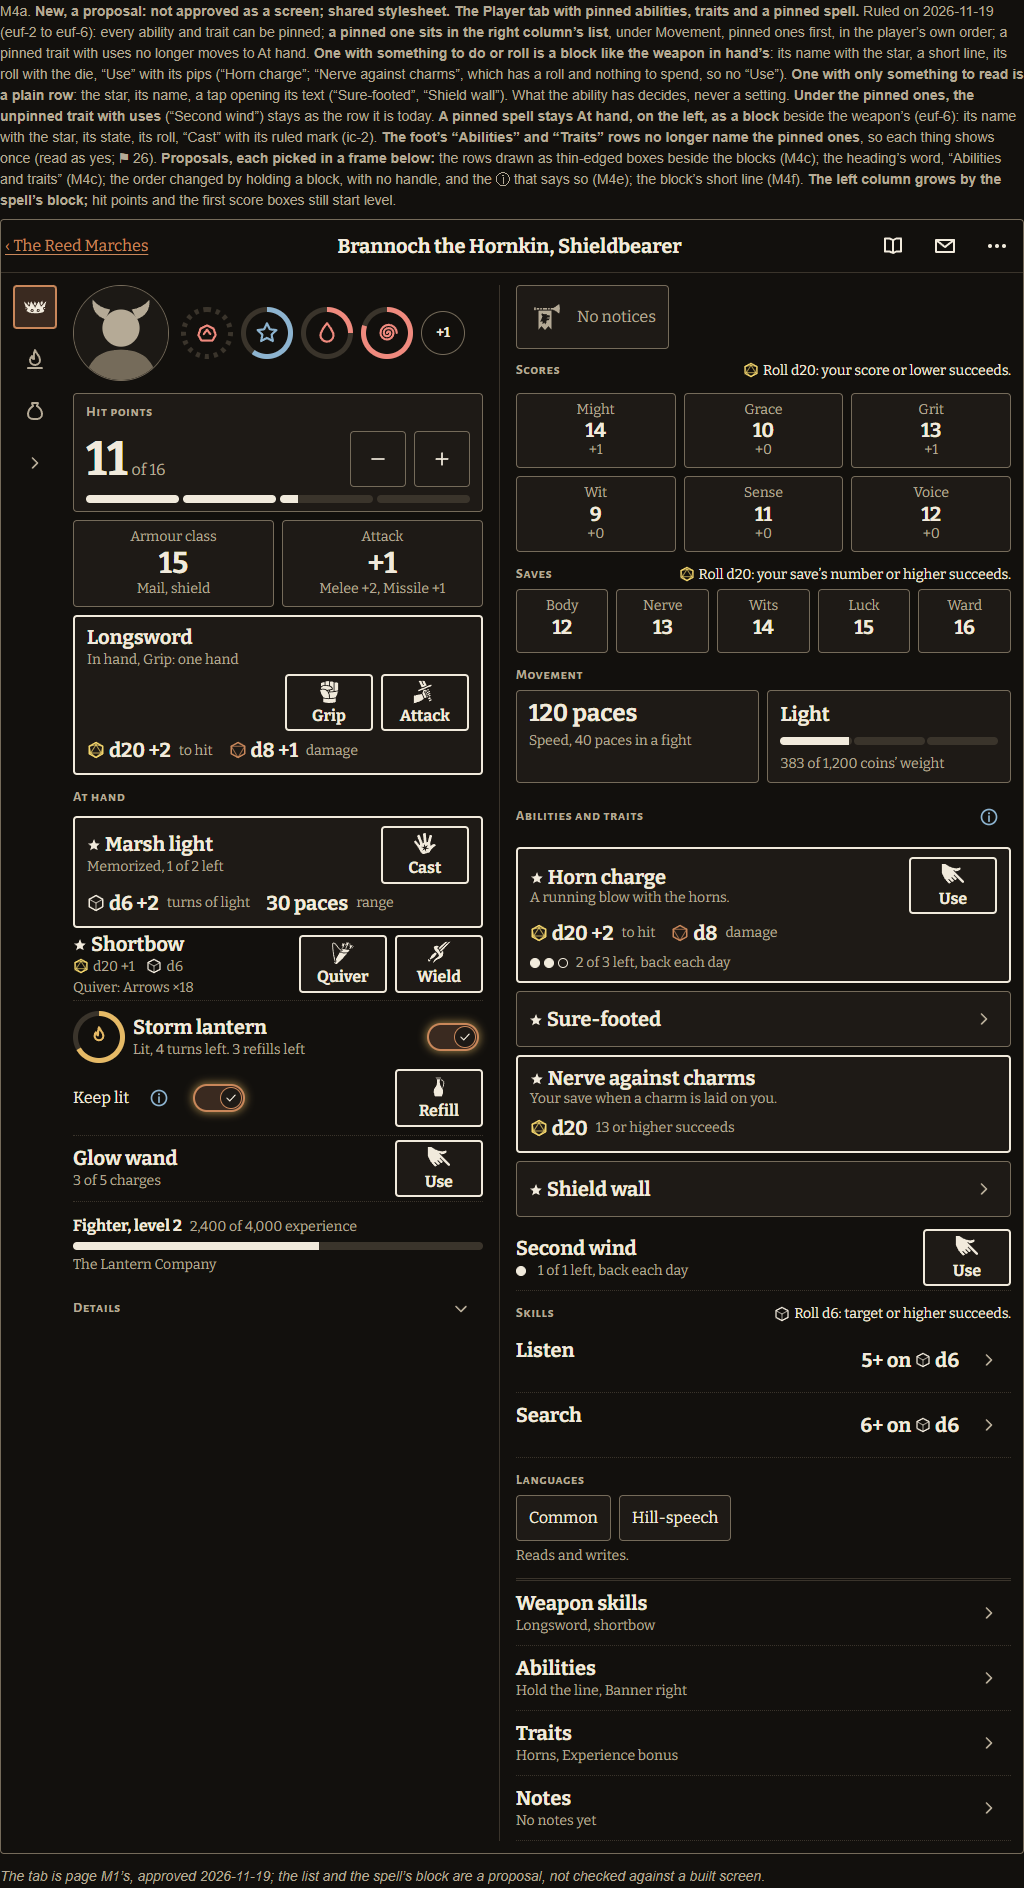 M4a. New, a proposal: not approved as a screen; shared stylesheet. The Player tab with pinned abilities, traits and a pinned spell. Ruled on 2026-11-19
(euf-2 to euf-6): every ability and trait can be pinned; a pinned one sits in the right column's list, under Movement, pinned ones first, in the player's own order; a
pinned trait with uses no longer moves to At hand. One with something to do or roll is a block like the weapon in hand's: its name with the star, a short line, its
roll with the die, “Use” with its pips (“Horn charge”; “Nerve against charms”, which has a roll and nothing to spend, so no “Use”). One with only something to read is
a plain row: the star, its name, a tap opening its text (“Sure-footed”, “Shield wall”). What the ability has decides, never a setting. Under the pinned ones, the
unpinned trait with uses (“Second wind”) stays as the row it is today. A pinned spell stays At hand, on the left, as a block beside the weapon's (euf-6): its name
with the star, its state, its roll, “Cast” with its ruled mark (ic-2). The foot's “Abilities” and “Traits” rows no longer name the pinned ones, so each thing shows
once (read as yes; ⚑ 26). Proposals, each picked in a frame below: the rows drawn as thin-edged boxes beside the blocks (M4c); the heading's word, “Abilities
and traits” (M4c); the order changed by holding a block, with no handle, and the ⓘ that says so (M4e); the block's short line (M4f). The left column grows by the
spell's block; hit points and the first score boxes still start level.
‹ The Reed Marches
Brannoch the Hornkin, Shieldbearer
+1
Hit points
11 of 16
− +
Armour class
15
Mail, shield
Attack
+1
Melee +2, Missile +1
Longsword
In hand, Grip: one hand
Grip
Attack
d20 +2 to hit d8 +1 damage
At hand
★ Marsh light
Memorized, 1 of 2 left
Cast
d6 +2 turns of light 30 paces range
★ Shortbow
d20 +1 d6
Quiver: Arrows ×18
Quiver
Wield
Storm lantern
Lit, 4 turns left. 3 refills left
Keep lit ⓘ
Refill
Glow wand
3 of 5 charges
Use
Fighter, level 2 2,400 of 4,000 experience
The Lantern Company
Details
No notices
Scores
Roll d20: your score or lower succeeds.
Might
14
+1
Grace
10
+0
Grit
13
+1
Wit
9
+0
Sense
11
+0
Voice
12
+0
Saves
Roll d20: your save's number or higher succeeds.
Body
12
Nerve
13
Wits
14
Luck
15
Ward
16
Movement
120 paces
Speed, 40 paces in a fight
Light
383 of 1,200 coins' weight
Abilities and traits ⓘ
★ Horn charge
A running blow with the horns.
Use
d20 +2 to hit d8 damage
2 of 3 left, back each day
★ Sure-footed
★ Nerve against charms
Your save when a charm is laid on you.
d20 13 or higher succeeds
★ Shield wall
Second wind
1 of 1 left, back each day
Use
Skills
Roll d6: target or higher succeeds.
Listen
5+ on d6
Search
6+ on d6
Languages
Common
Hill-speech
Reads and writes.
Weapon skills
Longsword, shortbow
Abilities
Hold the line, Banner right
Traits
Horns, Experience bonus
Notes
No notes yet
The tab is page M1's, approved 2026-11-19; the list and the spell's block are a proposal, not checked against a built screen.